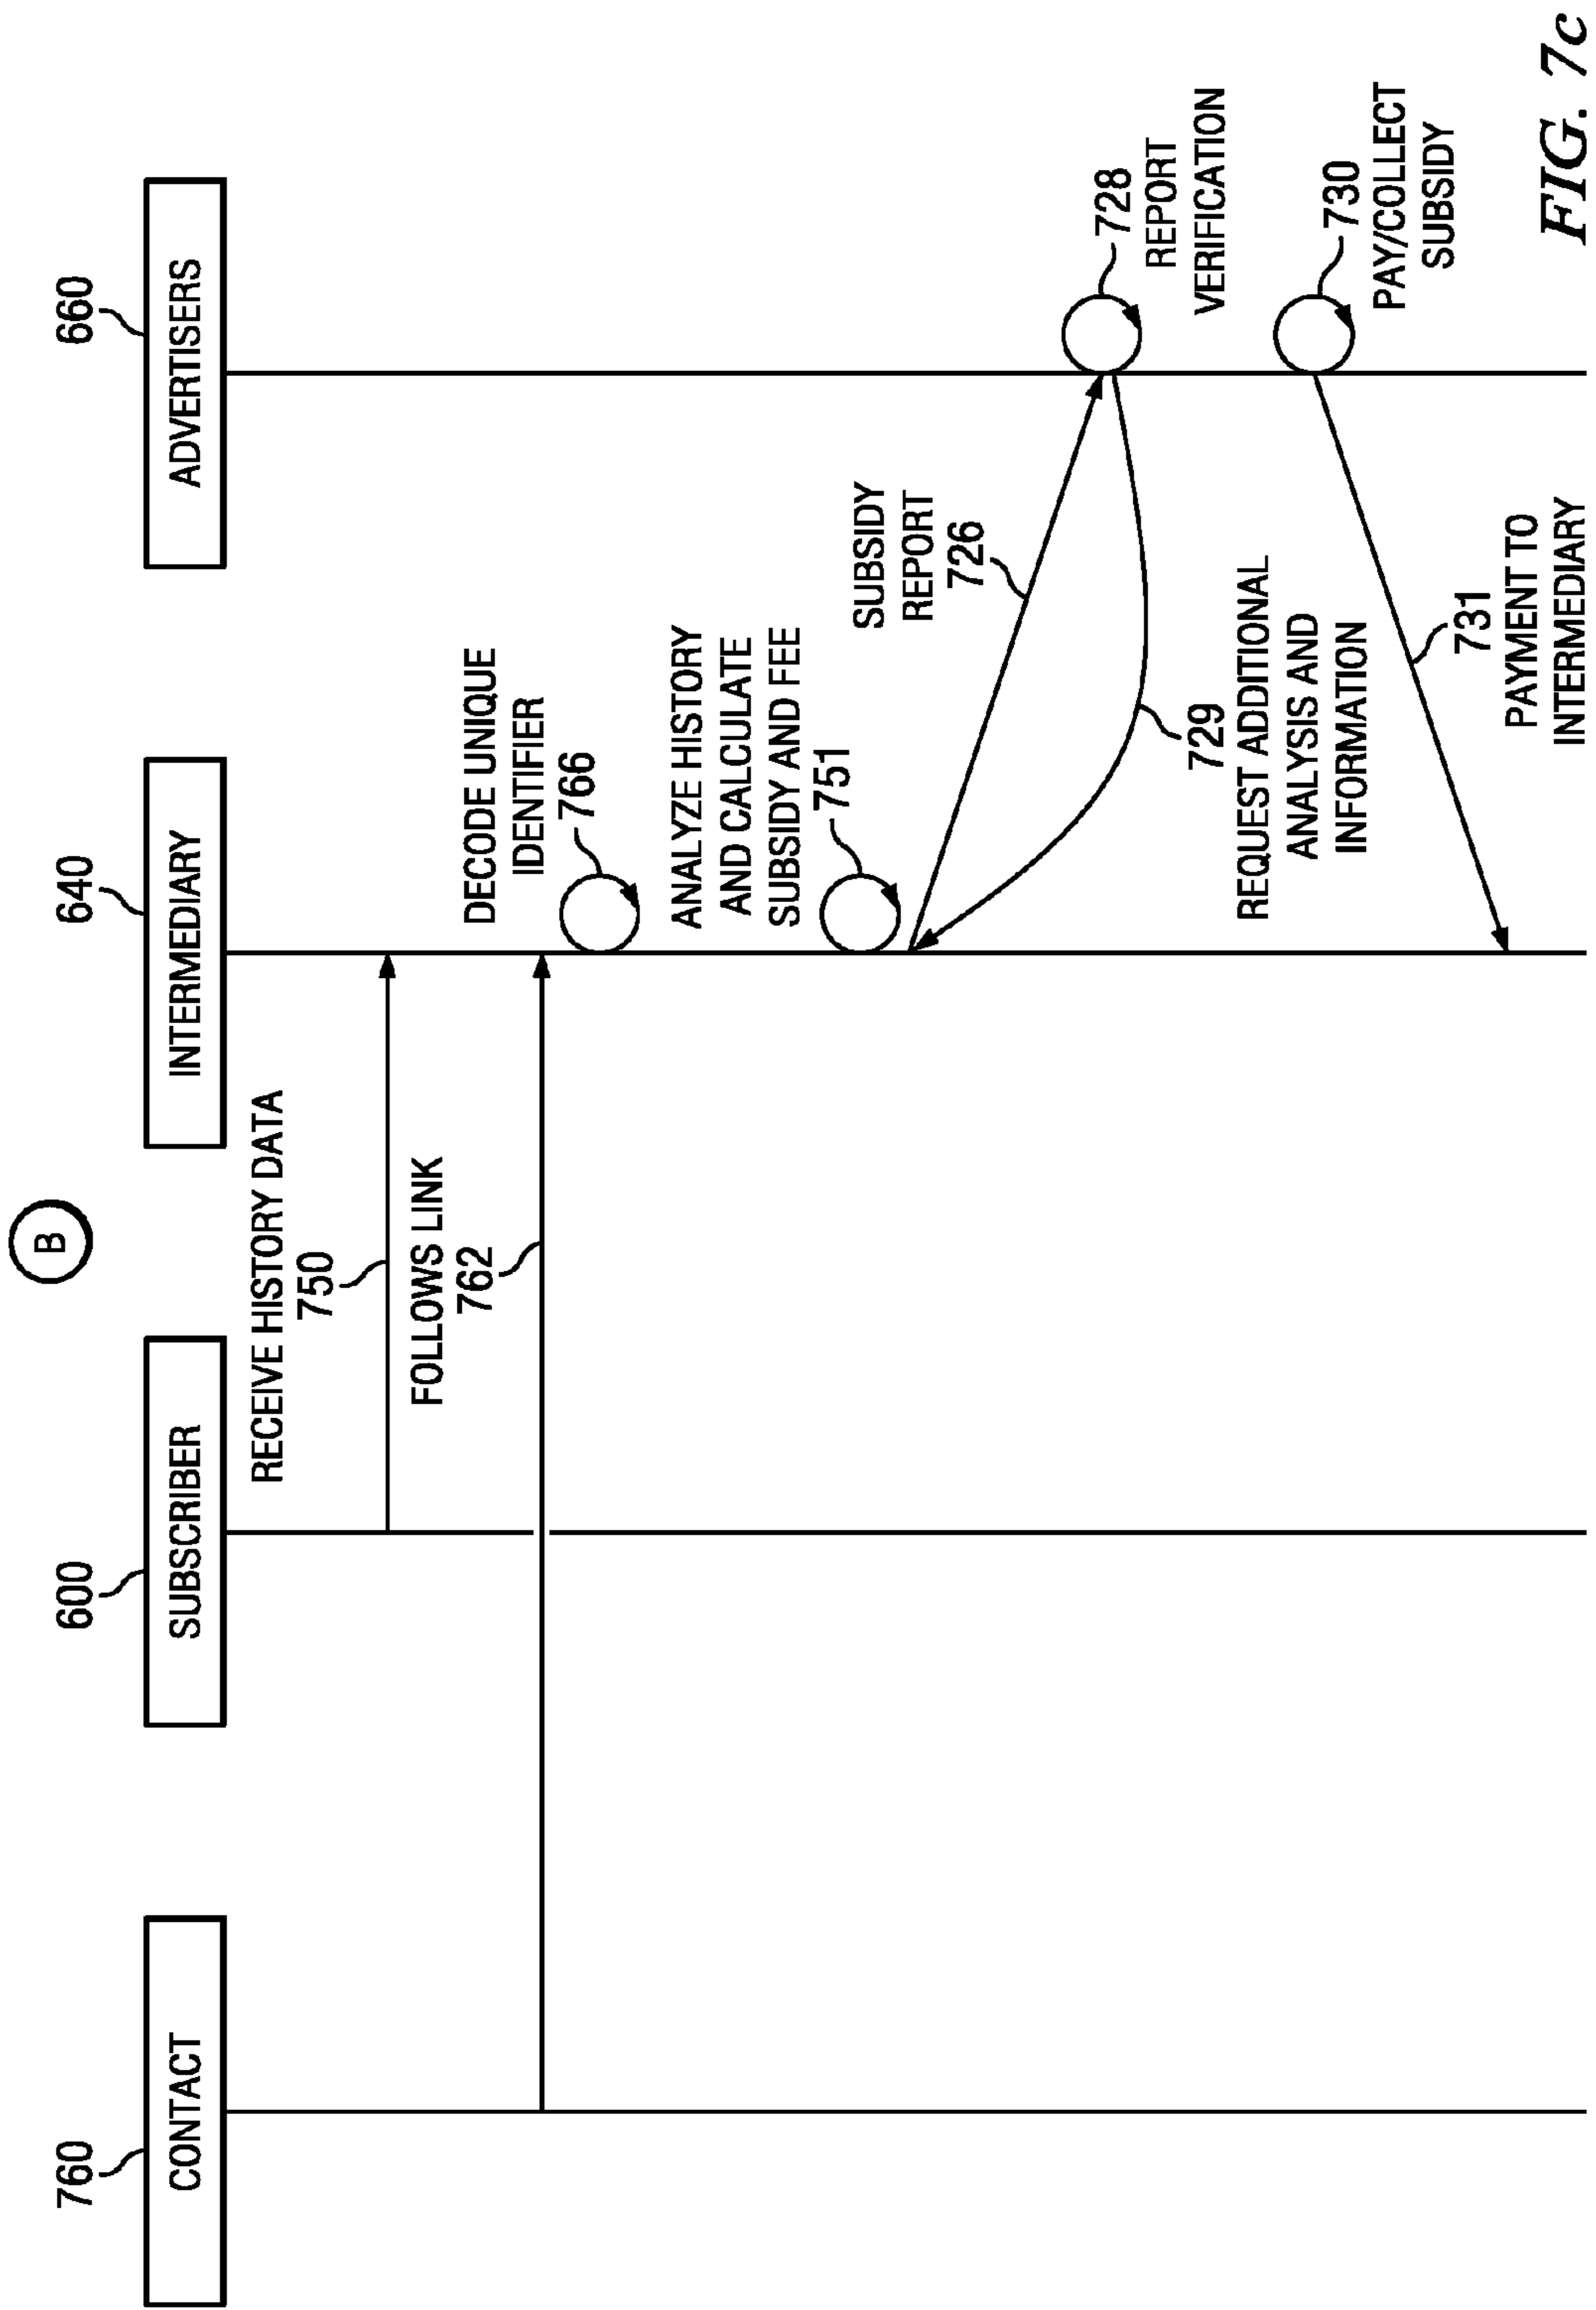 B
760
600
640
660
CONTACT
SUBSCRIBER
INTERMEDIARY
ADVERTISERS
RECEIVE HISTORY DATA
750
FOLLOWS LINK
762
DECODE UNIQUE
IDENTIFIER
766
ANALYZE HISTORY
AND CALCULATE
SUBSIDY AND FEE
751
SUBSIDY
REPORT
726
728
REPORT
VERIFICATION
729
REQUEST ADDITIONAL
ANALYSIS AND
INFORMATION
730
PAY/COLLECT
SUBSIDY
731
PAYMENT TO
INTERMEDIARY
FIG. 7c